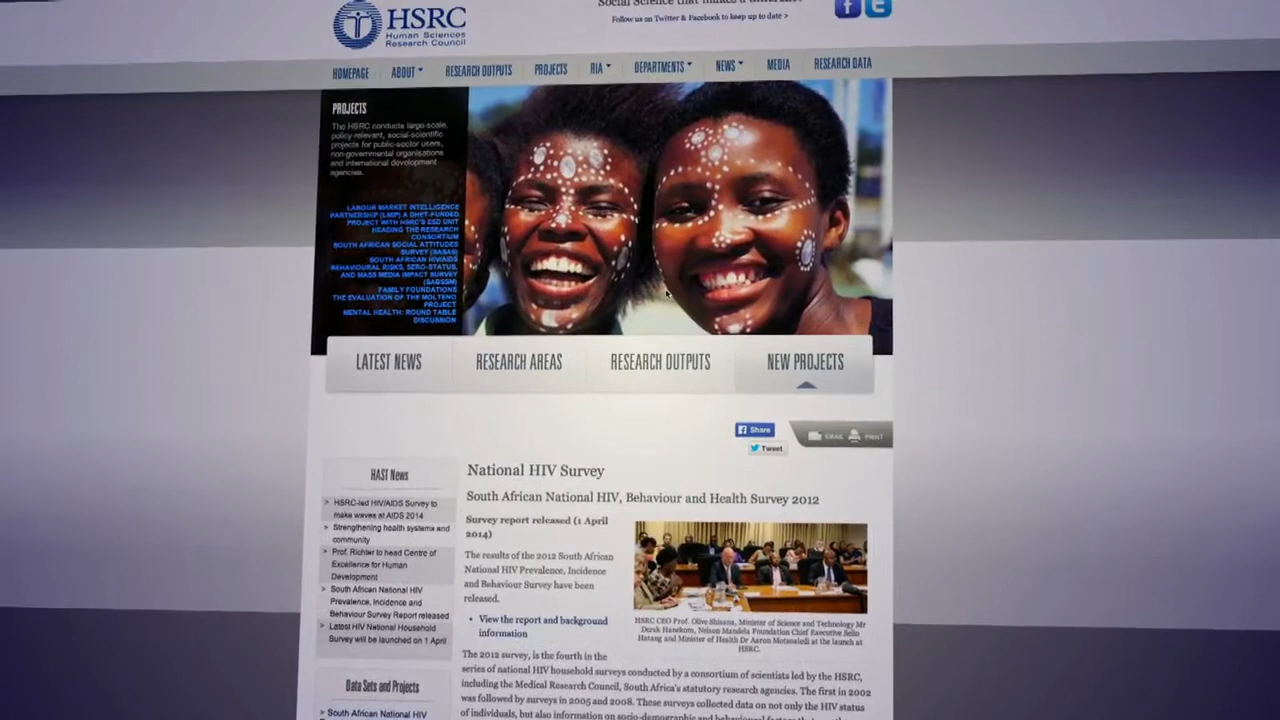 HSRC
Human Sciences
Research Council
Follow us on Twitter & Facebook to keep up to date >
HOMEPAGE ABOUT RESEARCH OUTPUTS PROJECTS RIA DEPARTMENTS NEWS MEDIA RESEARCH DATA
PROJECTS
The HSRC conducts large-scale,
policy-relevant, social-scientific
projects for public-sector users,
non-governmental organisations
and international development
agencies.
LABOUR MARKET INTELLIGENCE
PARTNERSHIP (LMIP) A DHET-FUNDED
PROJECT WITH HSRC'S ESD UNIT
HEADING THE RESEARCH
CONSORTIUM
SOUTH AFRICAN SOCIAL ATTITUDES
SURVEY (SASAS)
SOUTH AFRICAN HIV/AIDS
BEHAVIOURAL RISKS, SERO-STATUS,
AND MASS MEDIA IMPACT SURVEY
(SABSSM)
FAMILY FOUNDATIONS
THE EVALUATION OF THE MOLTENO
PROJECT
MENTAL HEALTH: ROUND TABLE
DISCUSSION
LATEST NEWS RESEARCH AREAS RESEARCH OUTPUTS NEW PROJECTS
Share
EMAIL PRINT
Tweet
HAST News
> HSRC-led HIV/AIDS Survey to
make waves at AIDS 2014
> Strengthening health systems and
community
> Prof. Richter to head Centre of
Excellence for Human
Development
> South African National HIV
Prevalence, Incidence and
Behaviour Survey Report released
> Latest HIV National Household
Survey will be launched on 1 April
Data Sets and Projects
> South African National HIV
National HIV Survey
South African National HIV, Behaviour and Health Survey 2012
Survey report released (1 April
2014)
The results of the 2012 South African
National HIV Prevalence, Incidence
and Behaviour Survey have been
released.
• View the report and background
information
HSRC CEO Prof. Olive Shisana, Minister of Science and Technology Mr
Derek Hanekom, Nelson Mandela Foundation Chief Executive Sello
Hatang and Minister of Health Dr Aaron Motsoaledi at the launch at
HSRC.
The 2012 survey, is the fourth in the
series of national HIV household surveys conducted by a consortium of scientists led by the HSRC,
including the Medical Research Council, South Africa's statutory research agencies. The first in 2002
was followed by surveys in 2005 and 2008. These surveys collected data on not only the HIV status
of individuals, but also information on socio-demographic and behavioural factors